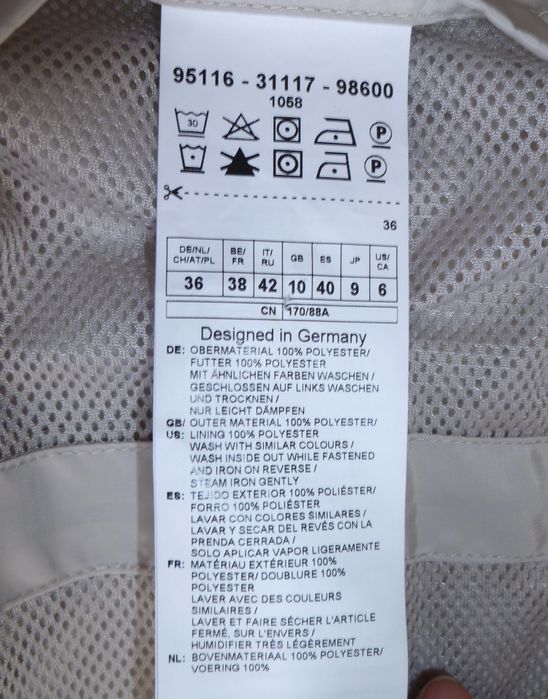 95116 - 31117 - 98600
1058
30 P
P
36
DE/NL/ CH/AT/PL BE/ FR IT/ RU GB ES JP US/ CA
36 38 42 10 40 9 6
CN 170/88A
Designed in Germany
DE: OBERMATERIAL 100% POLYESTER/
FUTTER 100% POLYESTER
MIT ÄHNLICHEN FARBEN WASCHEN /
GESCHLOSSEN AUF LINKS WASCHEN
UND TROCKNEN /
NUR LEICHT DÄMPFEN
GB/ OUTER MATERIAL 100% POLYESTER/
US: LINING 100% POLYESTER
WASH WITH SIMILAR COLOURS /
WASH INSIDE OUT WHILE FASTENED
AND IRON ON REVERSE /
STEAM IRON GENTLY
ES: TEJIDO EXTERIOR 100% POLIÉSTER/
FORRO 100% POLIÉSTER
LAVAR CON COLORES SIMILARES /
LAVAR Y SECAR DEL REVÉS CON LA
PRENDA CERRADA /
SOLO APLICAR VAPOR LIGERAMENTE
FR: MATÉRIAU EXTÉRIEUR 100%
POLYESTER/ DOUBLURE 100%
POLYESTER
LAVER AVEC DES COULEURS
SIMILAIRES /
LAVER ET FAIRE SÉCHER L'ARTICLE
FERMÉ, SUR L'ENVERS /
HUMIDIFIER TRÈS LÉGÈREMENT
NL: BOVENMATERIAAL 100% POLYESTER/
VOERING 100%